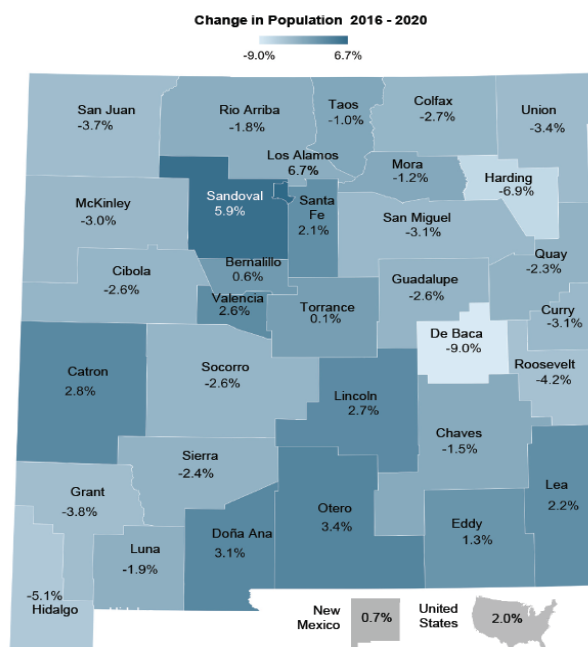 Change in Population 2016 - 2020
-9.0% 6.7%
San Juan
-3.7%
Rio Arriba
-1.8%
Taos
-1.0%
Colfax
-2.7%
Union
-3.4%
Los Alamos
6.7%
Mora
-1.2%
Harding
-6.9%
McKinley
-3.0%
Sandoval
5.9%
Santa
Fe
2.1%
San Miguel
-3.1%
Quay
-2.3%
Cibola
-2.6%
Bernalillo
0.6%
Valencia
2.6%
Torrance
0.1%
Guadalupe
-2.6%
Curry
-3.1%
De Baca
-9.0%
Roosevelt
-4.2%
Catron
2.8%
Socorro
-2.6%
Lincoln
2.7%
Chaves
-1.5%
Sierra
-2.4%
Grant
-3.8%
Otero
3.4%
Lea
2.2%
Eddy
1.3%
Doña Ana
3.1%
Luna
-1.9%
-5.1%
Hidalgo
New
Mexico
0.7%
United
States
2.0%